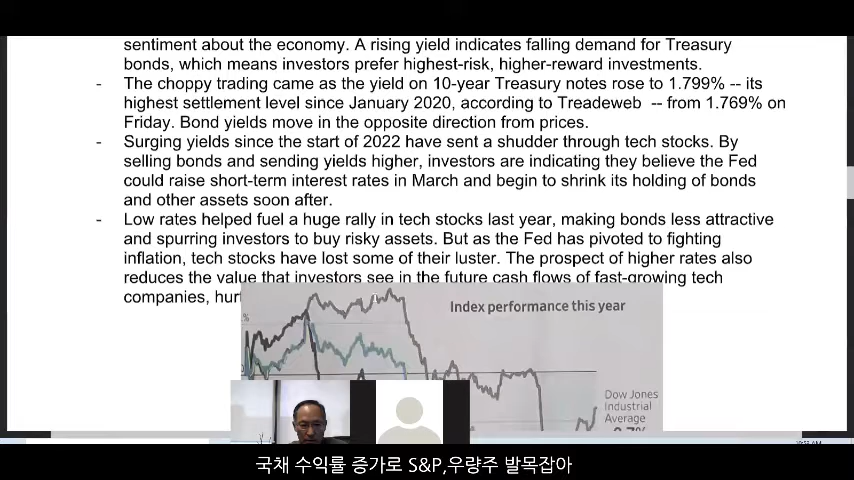 sentiment about the economy. A rising yield indicates falling demand for Treasury
bonds, which means investors prefer highest-risk, higher-reward investments.
- The choppy trading came as the yield on 10-year Treasury notes rose to 1.799% -- its
highest settlement level since January 2020, according to Treadeweb -- from 1.769% on
Friday. Bond yields move in the opposite direction from prices.
- Surging yields since the start of 2022 have sent a shudder through tech stocks. By
selling bonds and sending yields higher, investors are indicating they believe the Fed
could raise short-term interest rates in March and begin to shrink its holding of bonds
and other assets soon after.
- Low rates helped fuel a huge rally in tech stocks last year, making bonds less attractive
and spurring investors to buy risky assets. But as the Fed has pivoted to fighting
inflation, tech stocks have lost some of their luster. The prospect of higher rates also
reduces the value that investors see in the future cash flows of fast-growing tech
companies,
Index performance this year
Dow Jones
Industrial
Average
국채 수익률 증가로 S&P,우량주 발목잡아